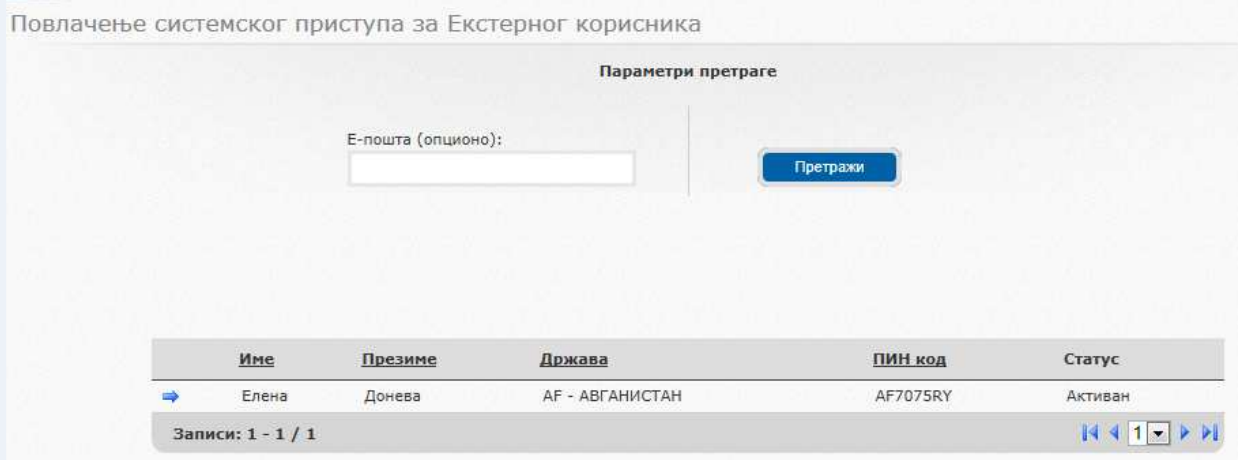 Повлачење системског приступа за Екстерног корисника
Параметри претраге
Е-пошта (опционо):
Претражи
Име Презиме Држава ПИН код Статус
Елена Донева AF - АВГАНИСТАН AF7075RY Активан
Записи: 1 - 1 / 1 1